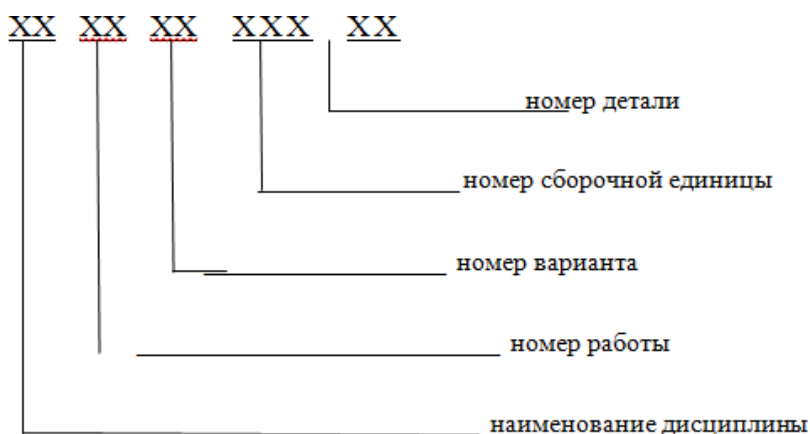 XX XX XX XXX XX
номер детали
номер сборочной единицы
номер варианта
номер работы
наименование дисциплины